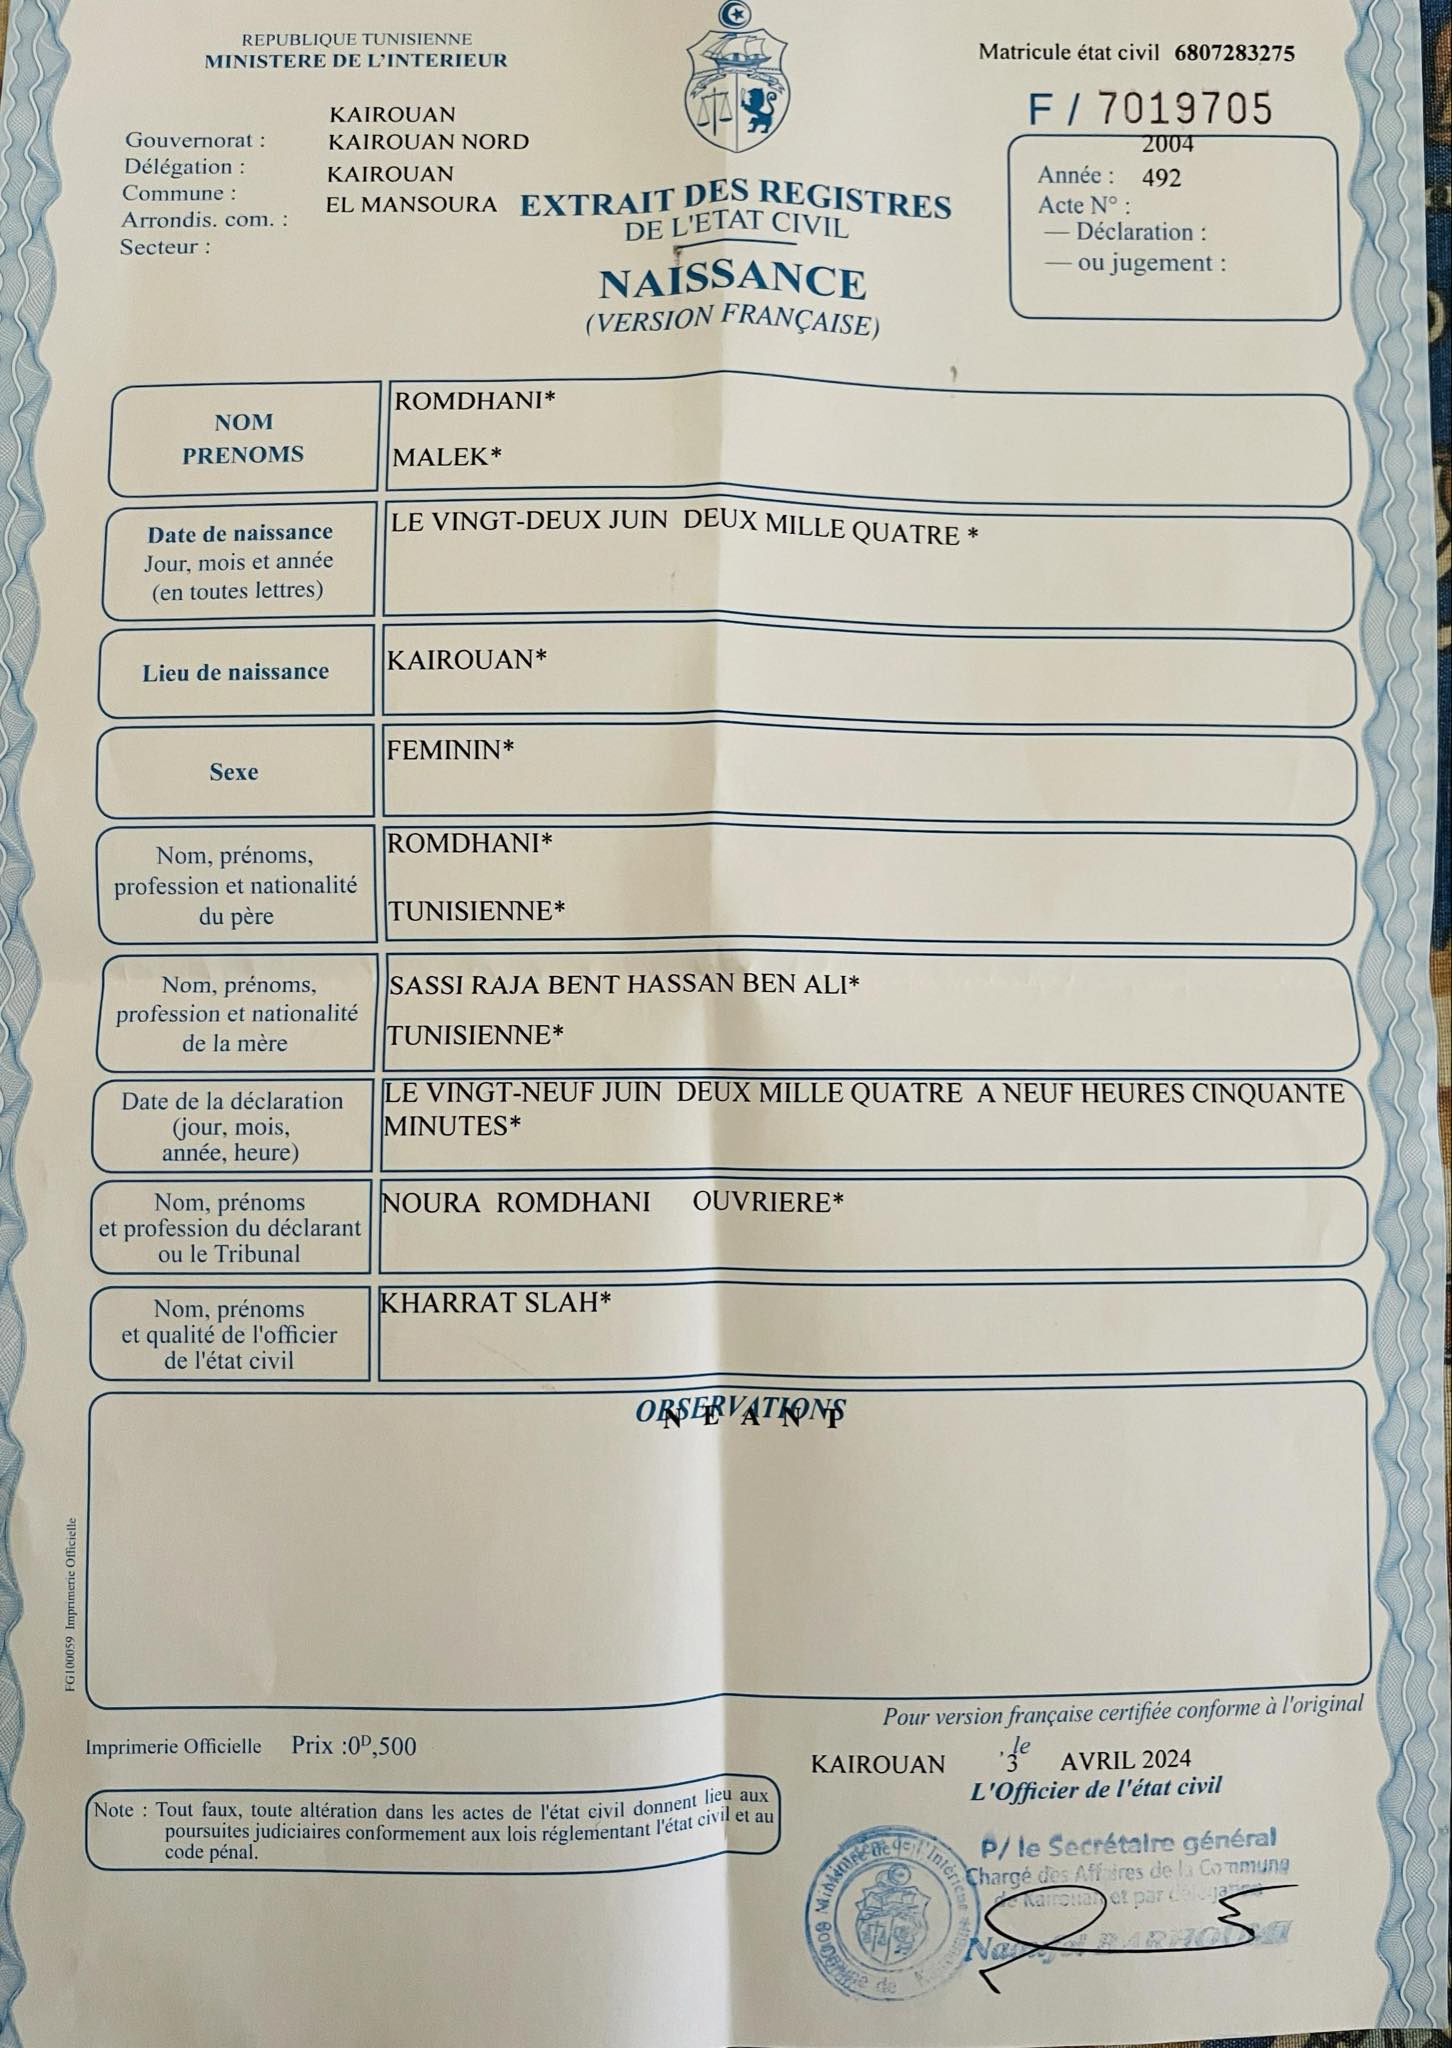 REPUBLIQUE TUNISIENNE
MINISTERE DE L'INTERIEUR
Matricule état civil 6807283275
F / 7019705
KAIROUAN
Gouvernorat : KAIROUAN NORD
Délégation : KAIROUAN
Commune : EL MANSOURA
Arrondis. com. :
Secteur :
EXTRAIT DES REGISTRES
DE L'ETAT CIVIL
NAISSANCE
(VERSION FRANÇAISE)
2004
Année : 492
Acte N° :
— Déclaration :
— ou jugement :
NOM
PRENOMS
ROMDHANI*
MALEK*
Date de naissance
Jour, mois et année
(en toutes lettres)
LE VINGT-DEUX JUIN DEUX MILLE QUATRE *
Lieu de naissance
KAIROUAN*
Sexe
FEMININ*
Nom, prénoms,
profession et nationalité
du père
ROMDHANI*
TUNISIENNE*
Nom, prénoms,
profession et nationalité
de la mère
SASSI RAJA BENT HASSAN BEN ALI*
TUNISIENNE*
Date de la déclaration
(jour, mois,
année, heure)
LE VINGT-NEUF JUIN DEUX MILLE QUATRE A NEUF HEURES CINQUANTE
MINUTES*
Nom, prénoms
et profession du déclarant
ou le Tribunal
NOURA ROMDHANI OUVRIERE*
Nom, prénoms
et qualité de l'officier
de l'état civil
KHARRAT SLAH*
OBSERVATIONS
N E A N T
FG100059 Imprimerie Officielle
Pour version française certifiée conforme à l'original
Imprimerie Officielle Prix :0D,500
KAIROUAN , le 3 AVRIL 2024
L'Officier de l'état civil
Note : Tout faux, toute altération dans les actes de l'état civil donnent lieu aux
poursuites judiciaires conformement aux lois réglementant l'état civil et au
code pénal.
P/ le Secrétaire général
Chargé des Affaires de la Commune
de Kairouan et par